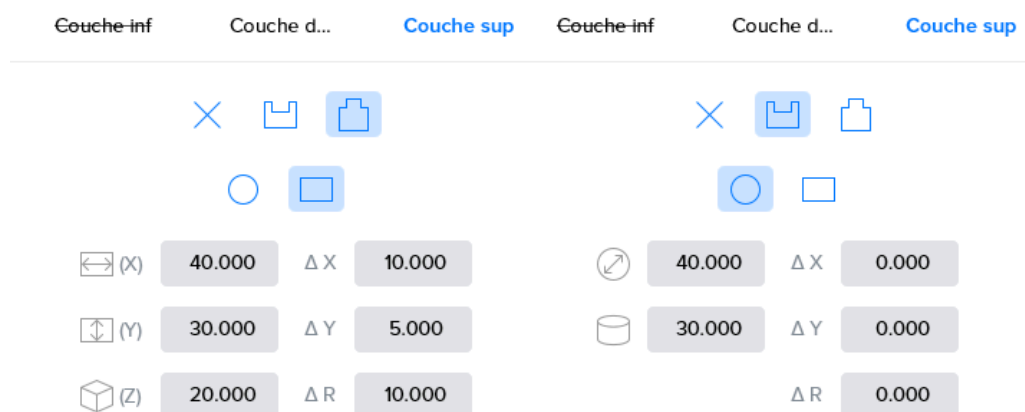 Couche inf Couche d... Couche sup Couche inf Couche d... Couche sup
(X) 40.000 Δ X 10.000 40.000 Δ X 0.000
(Y) 30.000 Δ Y 5.000 30.000 Δ Y 0.000
(Z) 20.000 Δ R 10.000 Δ R 0.000